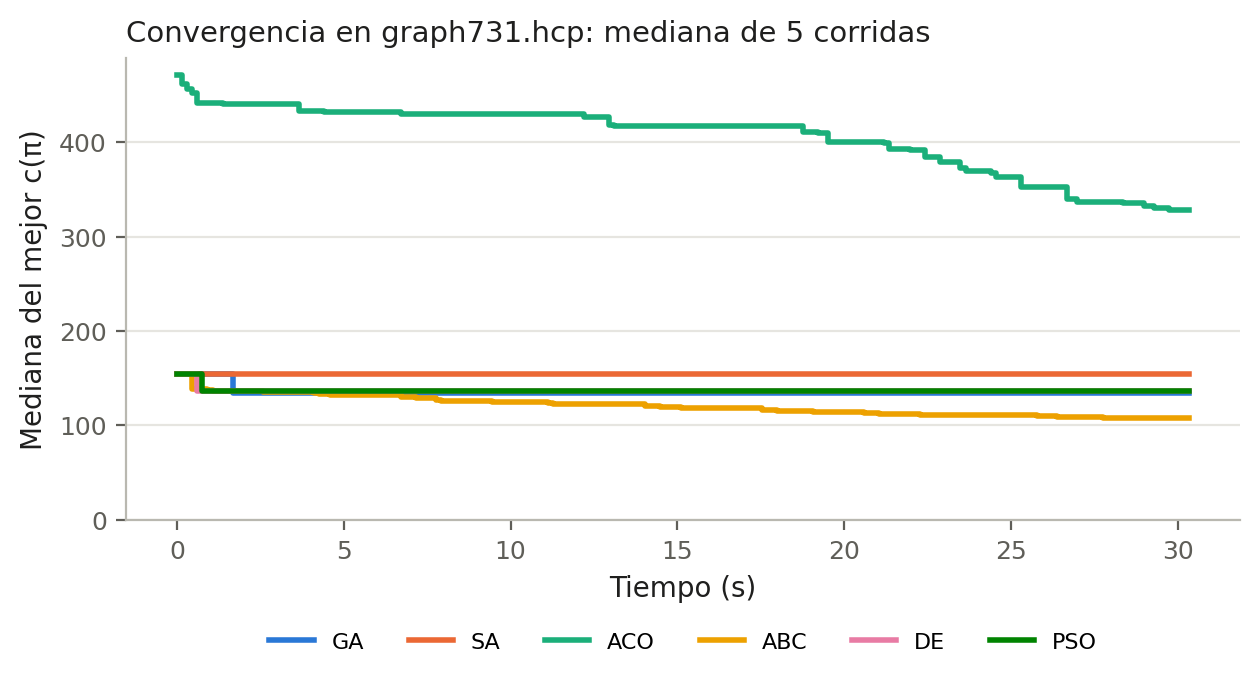 Convergencia en graph731.hcp: mediana de 5 corridas
Mediana del mejor c(π)
400
300
200
100
0
0 5 10 15 20 25 30
Tiempo (s)
GA SA ACO ABC DE PSO